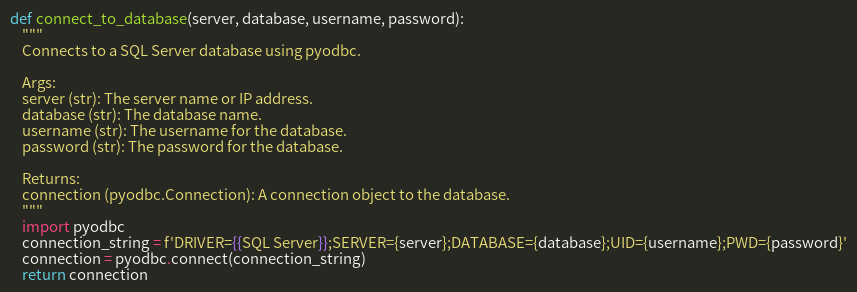 def connect_to_database(server, database, username, password):
"""
Connects to a SQL Server database using pyodbc.
Args:
server (str): The server name or IP address.
database (str): The database name.
username (str): The username for the database.
password (str): The password for the database.
Returns:
connection (pyodbc.Connection): A connection object to the database.
"""
import pyodbc
connection_string = f'DRIVER={{SQL Server}};SERVER={server};DATABASE={database};UID={username};PWD={password}'
connection = pyodbc.connect(connection_string)
return connection